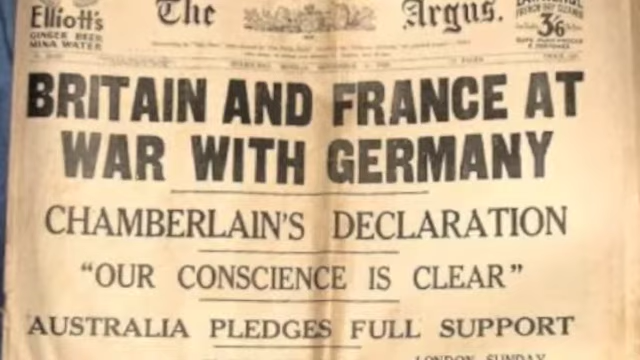 Elliott's
GINGER BEER
MINA WATER
The Argus.
3/6
BRITAIN AND FRANCE AT
WAR WITH GERMANY
CHAMBERLAIN'S DECLARATION
"OUR CONSCIENCE IS CLEAR"
AUSTRALIA PLEDGES FULL SUPPORT
LONDON, SUNDAY